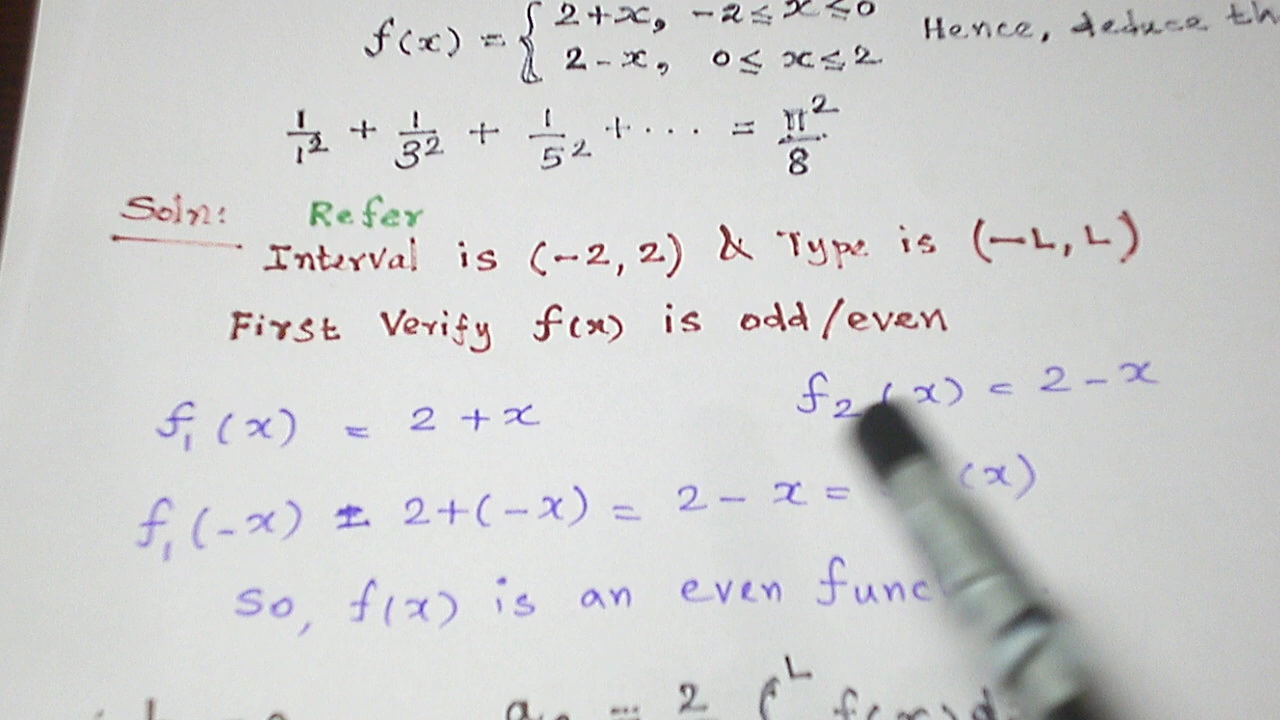 f(x) = { 2+x, -2≤x≤0 Hence, deduce th
2-x, 0≤x≤2
1/1² + 1/3² + 1/5² + ... = π²/8
Soln: Refer
Interval is (-2, 2) & Type is (-L, L)
First Verify f(x) is odd/even
f₁(x) = 2+x f₂(x) = 2-x
f₁(-x) = 2+(-x) = 2-x = (x)
So, f(x) is an even func